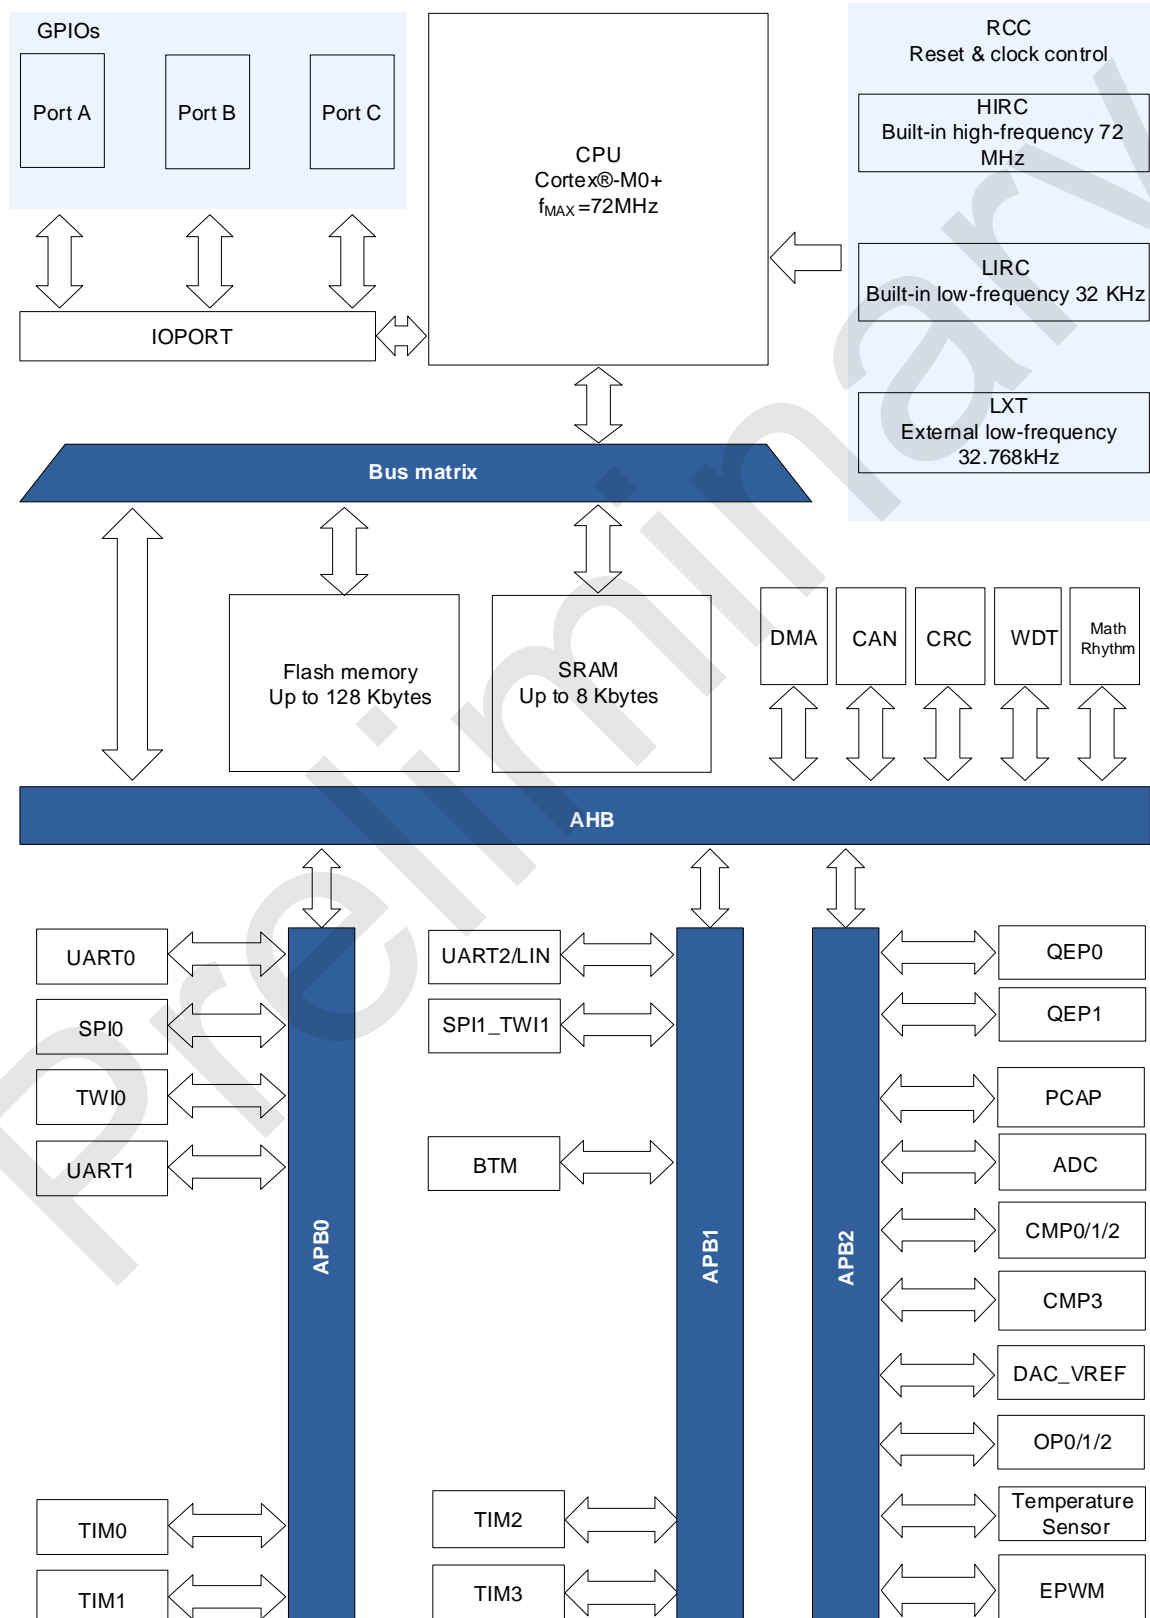 GPIOs
Port A
Port B
Port C
IOPORT
CPU
Cortex®-M0+
fMAX =72MHz
RCC
Reset & clock control
HIRC
Built-in high-frequency 72
MHz
LIRC
Built-in low-frequency 32 KHz
LXT
External low-frequency
32.768kHz
Bus matrix
Flash memory
Up to 128 Kbytes
SRAM
Up to 8 Kbytes
DMA
CAN
CRC
WDT
Math
Rhythm
AHB
UART0
SPI0
TWI0
UART1
TIM0
TIM1
APB0
UART2/LIN
SPI1_TWI1
BTM
TIM2
TIM3
APB1
APB2
QEP0
QEP1
PCAP
ADC
CMP0/1/2
CMP3
DAC_VREF
OP0/1/2
Temperature
Sensor
EPWM
Preliminary